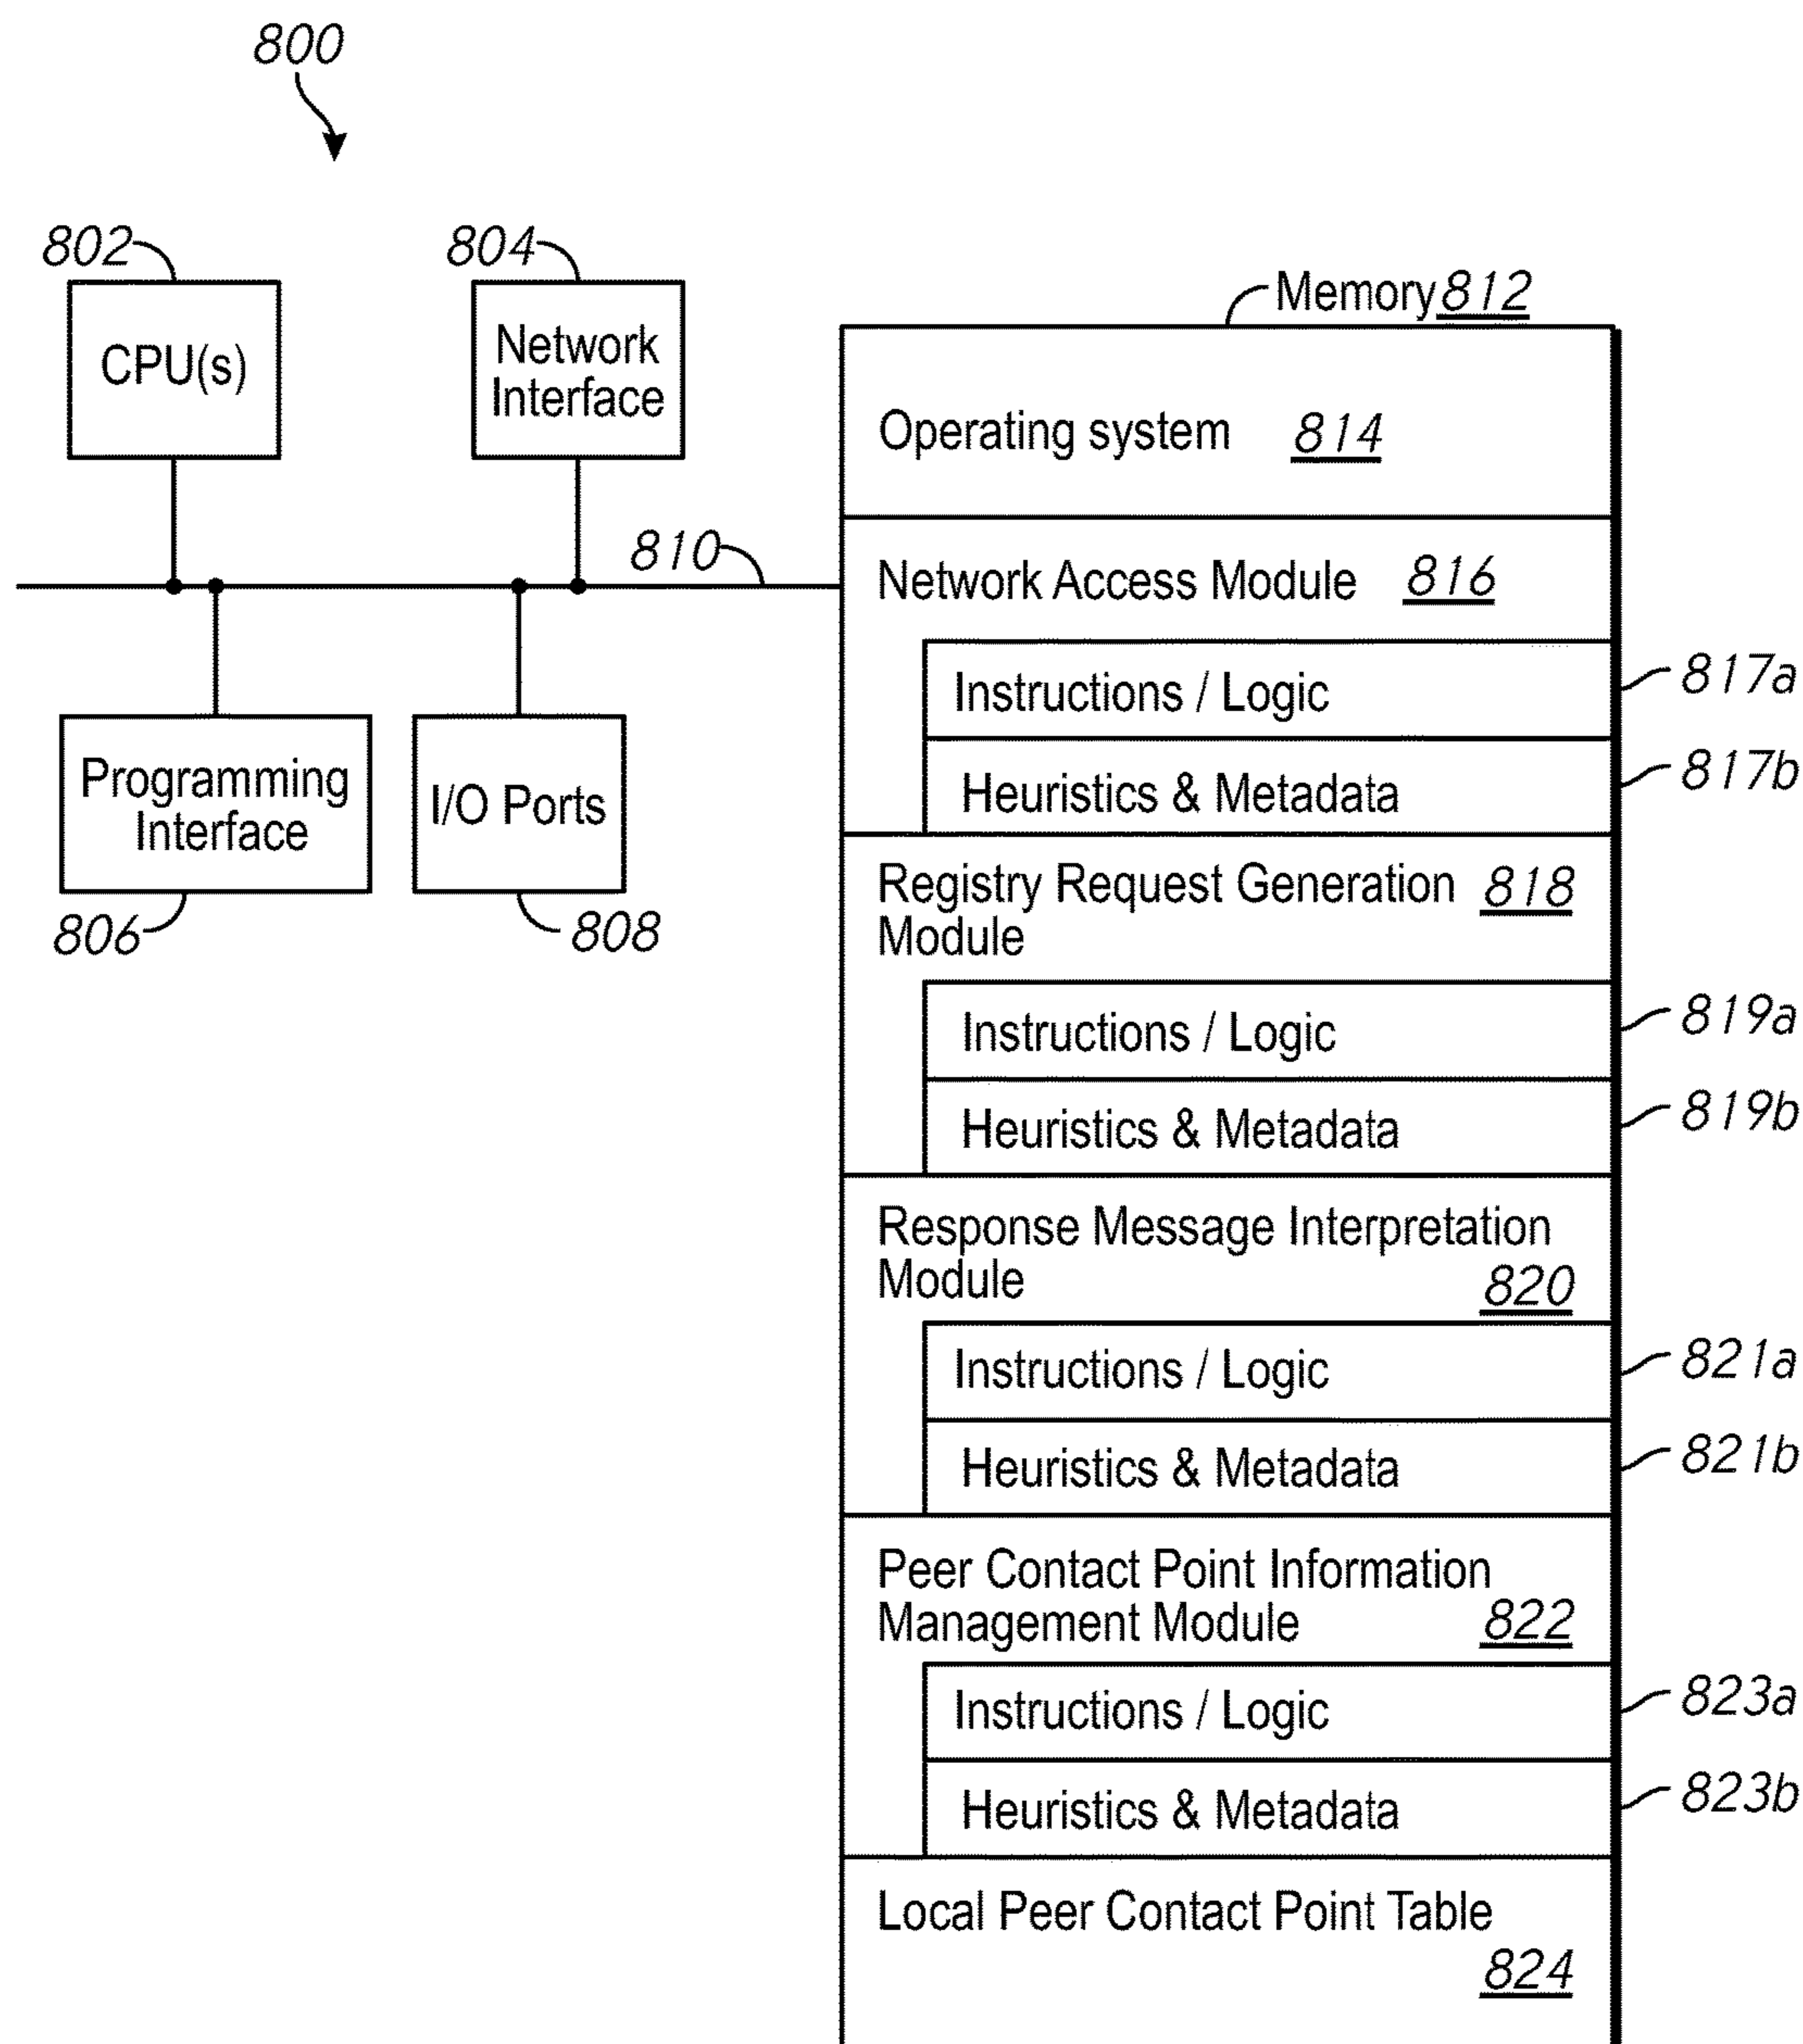 800
802
804
CPU(s)
Network
Interface
810
Programming
Interface
I/O Ports
806
808
Memory 812
Operating system 814
Network Access Module 816
Instructions / Logic 817a
Heuristics & Metadata 817b
Registry Request Generation 818
Module
Instructions / Logic 819a
Heuristics & Metadata 819b
Response Message Interpretation
Module 820
Instructions / Logic 821a
Heuristics & Metadata 821b
Peer Contact Point Information
Management Module 822
Instructions / Logic 823a
Heuristics & Metadata 823b
Local Peer Contact Point Table
824